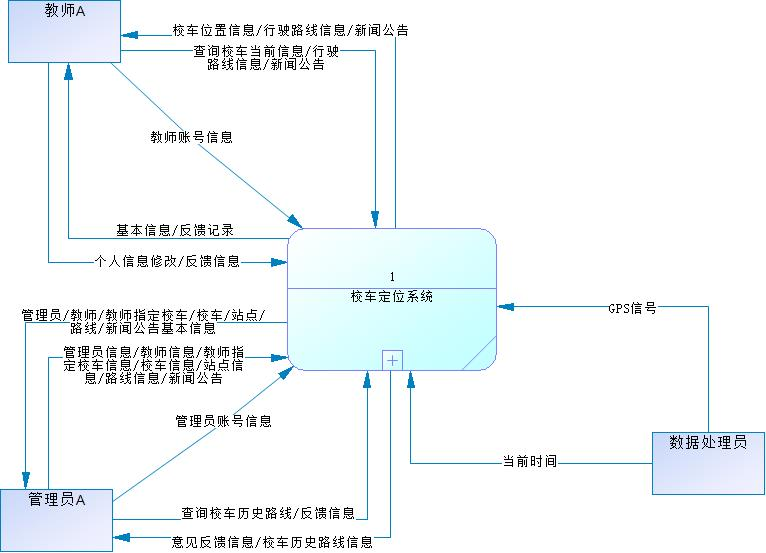 教师A
校车位置信息/行驶路线信息/新闻公告
查询校车当前信息/行驶
路线信息/新闻公告
教师账号信息
基本信息/反馈记录
个人信息修改/反馈信息
1
校车定位系统
管理员/教师/教师指定校车/校车/站点/
路线/新闻公告基本信息
GPS信号
管理员信息/教师信息/教师指
定校车信息/校车信息/站点信
息/路线信息/新闻公告
管理员账号信息
数据处理员
当前时间
管理员A
查询校车历史路线/反馈信息
意见反馈信息/校车历史路线信息